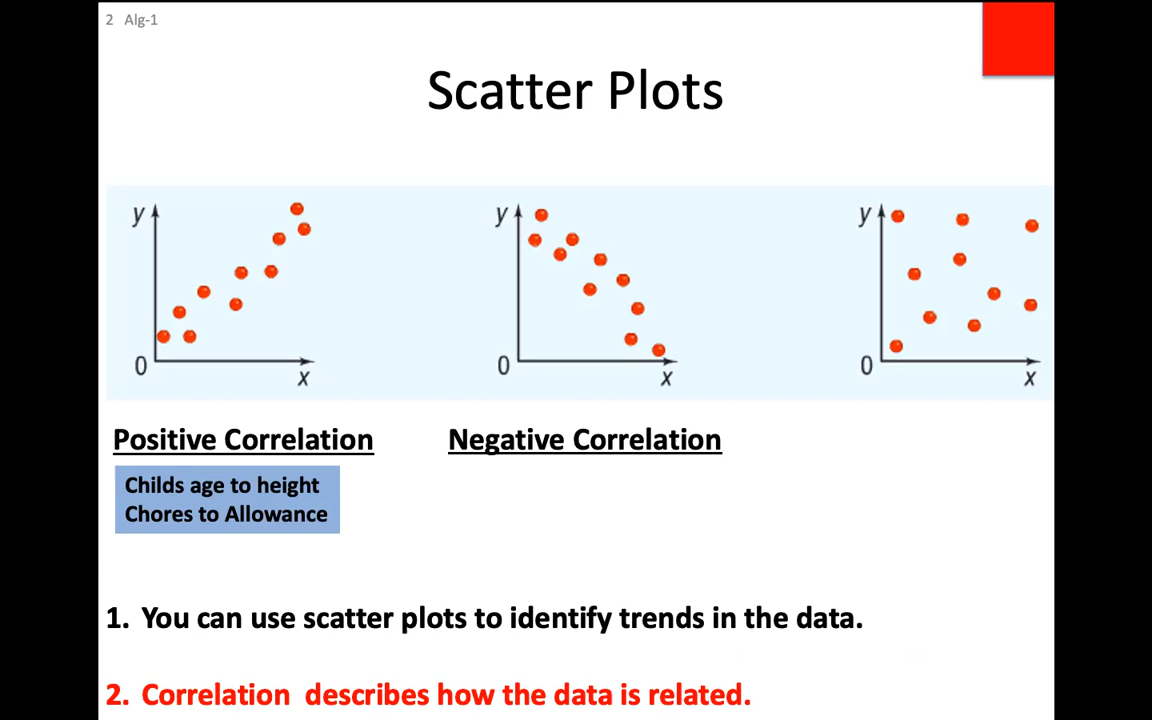 2 Alg-1
Scatter Plots
y
0
x
y
0
x
y
0
x
Positive Correlation
Negative Correlation
Childs age to height
Chores to Allowance
1. You can use scatter plots to identify trends in the data.
2. Correlation describes how the data is related.